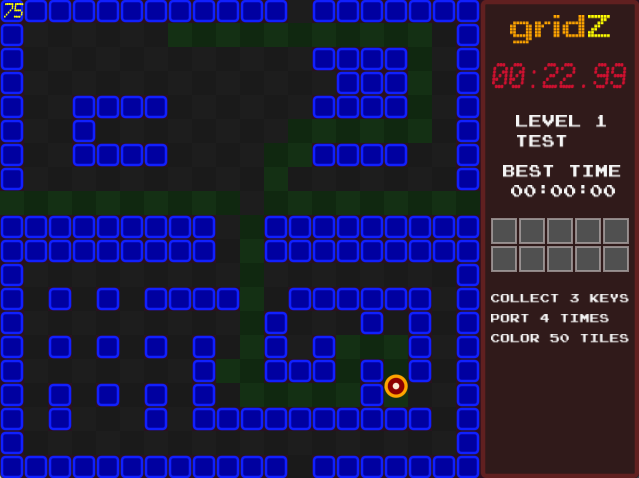 75
gridZ
00:22.99
LEVEL 1
TEST
BEST TIME
00:00:00
COLLECT 3 KEYS
PORT 4 TIMES
COLOR 50 TILES